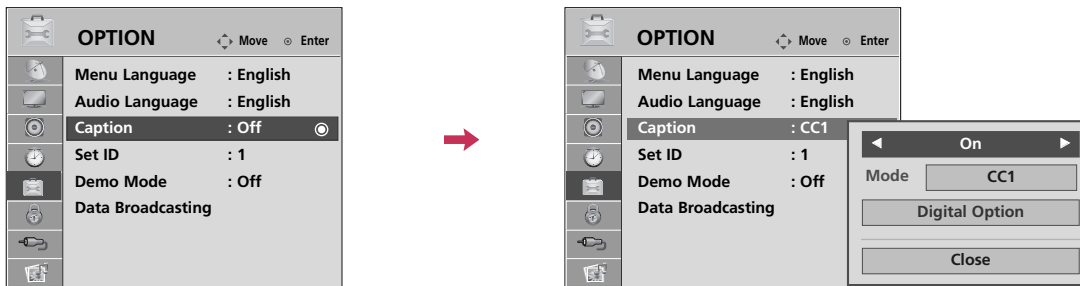 OPTION Move Enter
Menu Language : English
Audio Language : English
Caption : Off
Set ID : 1
Demo Mode : Off
Data Broadcasting
OPTION Move Enter
Menu Language : English
Audio Language : English
Caption : CC1
Set ID : 1
Demo Mode : Off
Data Broadcasting
On
Mode CC1
Digital Option
Close